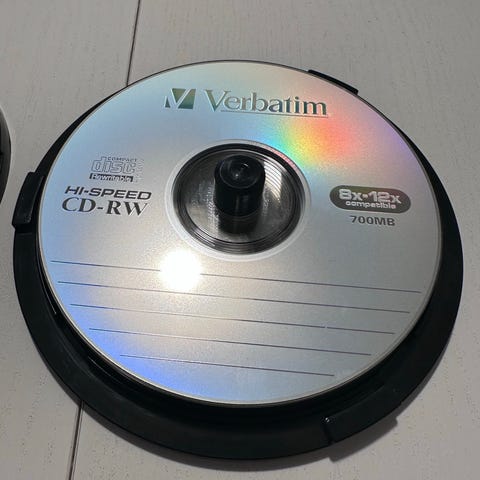 Verbatim
COMPACT
disc
ReWritable
HI-SPEED
CD-RW
8x-12x
compatible
700MB